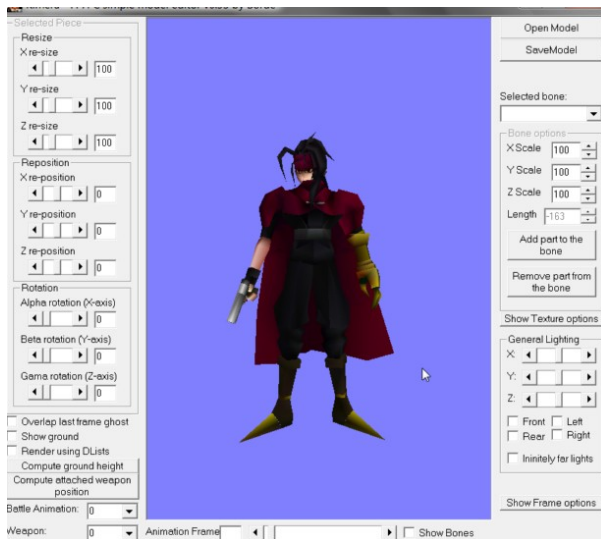 Selected Piece
Resize
X re-size
100
Y re-size
100
Z re-size
100
Reposition
X re-position
0
Y re-position
0
Z re-position
0
Rotation
Alpha rotation (X-axis)
0
Beta rotation (Y-axis)
0
Gama rotation (Z-axis)
0
Overlap last frame ghost
Show ground
Render using DLists
Compute ground height
Compute attached weapon
position
Battle Animation: 0
Weapon: 0
Animation Frame
Show Bones
Open Model
SaveModel
Selected bone:
Bone options
X Scale 100
Y Scale 100
Z Scale 100
Length -163
Add part to the
bone
Remove part from
the bone
Show Texture options
General Lighting
X:
Y:
Z:
Front Left
Rear Right
Ininitely far lights
Show Frame options